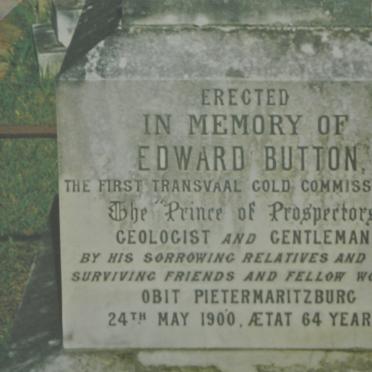 ERECTED
IN MEMORY OF
EDWARD BUTTON,
THE FIRST TRANSVAAL GOLD COMMISS
The "Prince of Prospectors
GEOLOGIST AND GENTLEMAN
BY HIS SORROWING RELATIVES AND
SURVIVING FRIENDS AND FELLOW WO
OBIT PIETERMARITZBURG
24TH MAY 1900, ÆTAT 64 YEAR